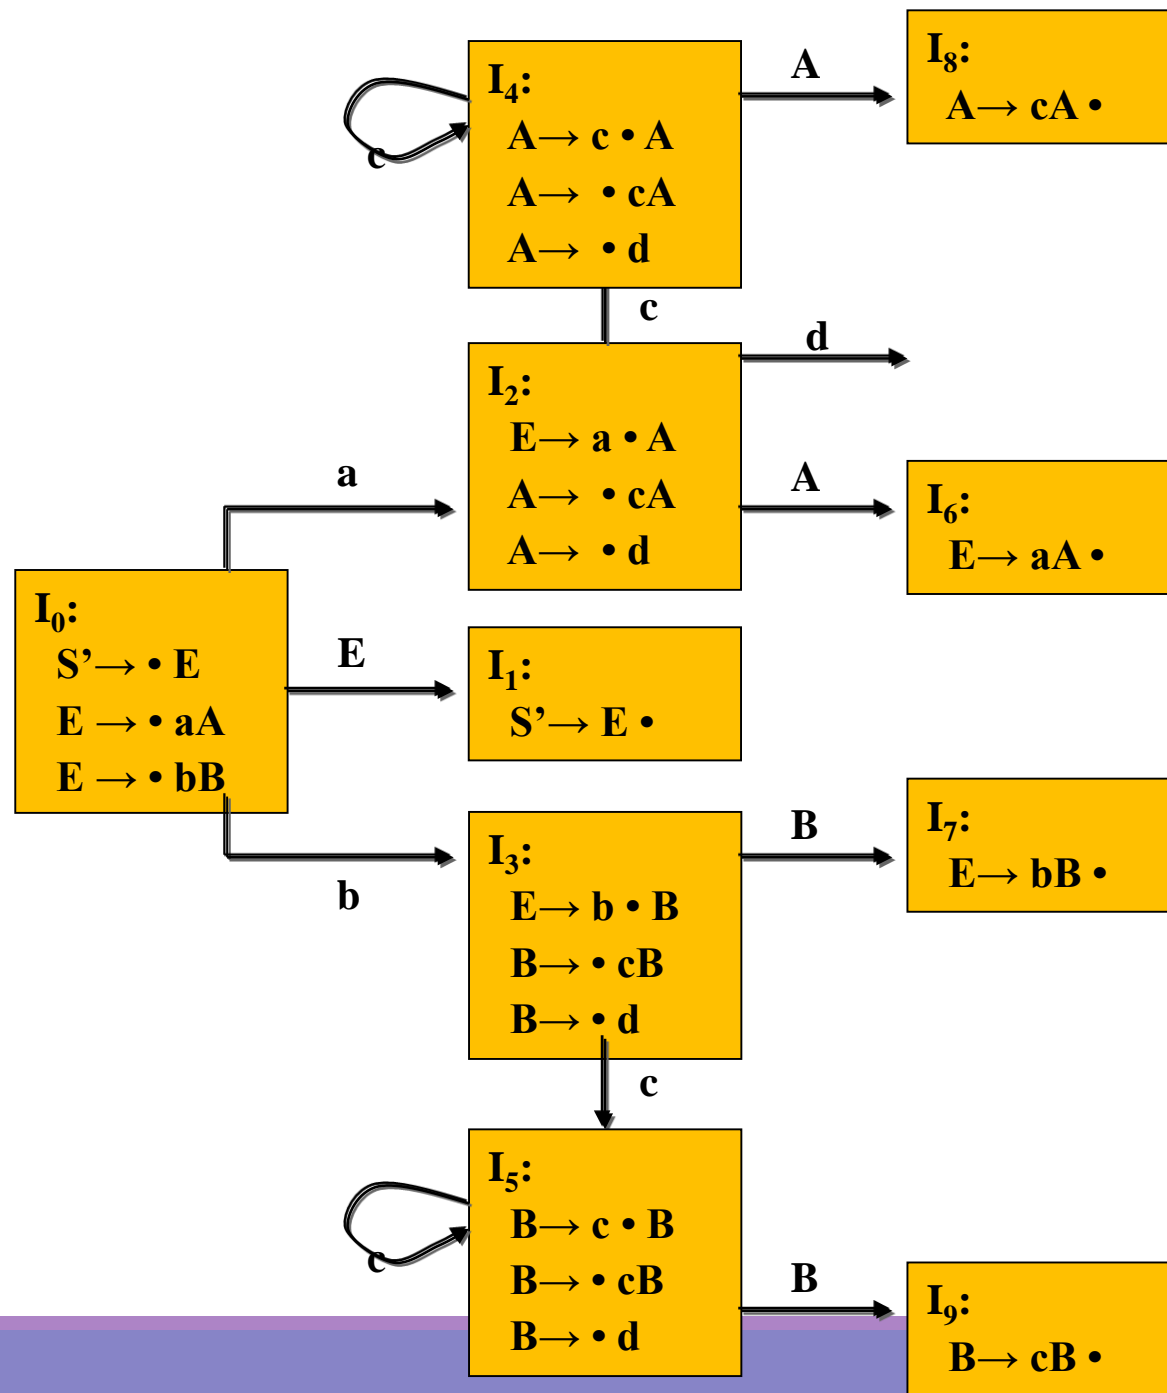 I₄:
A→ c • A
A→ • cA
A→ • d
c
A
I₈:
A→ cA •
c
d
I₂:
E→ a • A
A→ • cA
A→ • d
a
A
I₆:
E→ aA •
I₀:
S’→ • E
E → • aA
E → • bB
E
I₁:
S’→ E •
b
I₃:
E→ b • B
B→ • cB
B→ • d
B
I₇:
E→ bB •
c
I₅:
B→ c • B
B→ • cB
B→ • d
c
B
I₉:
B→ cB •